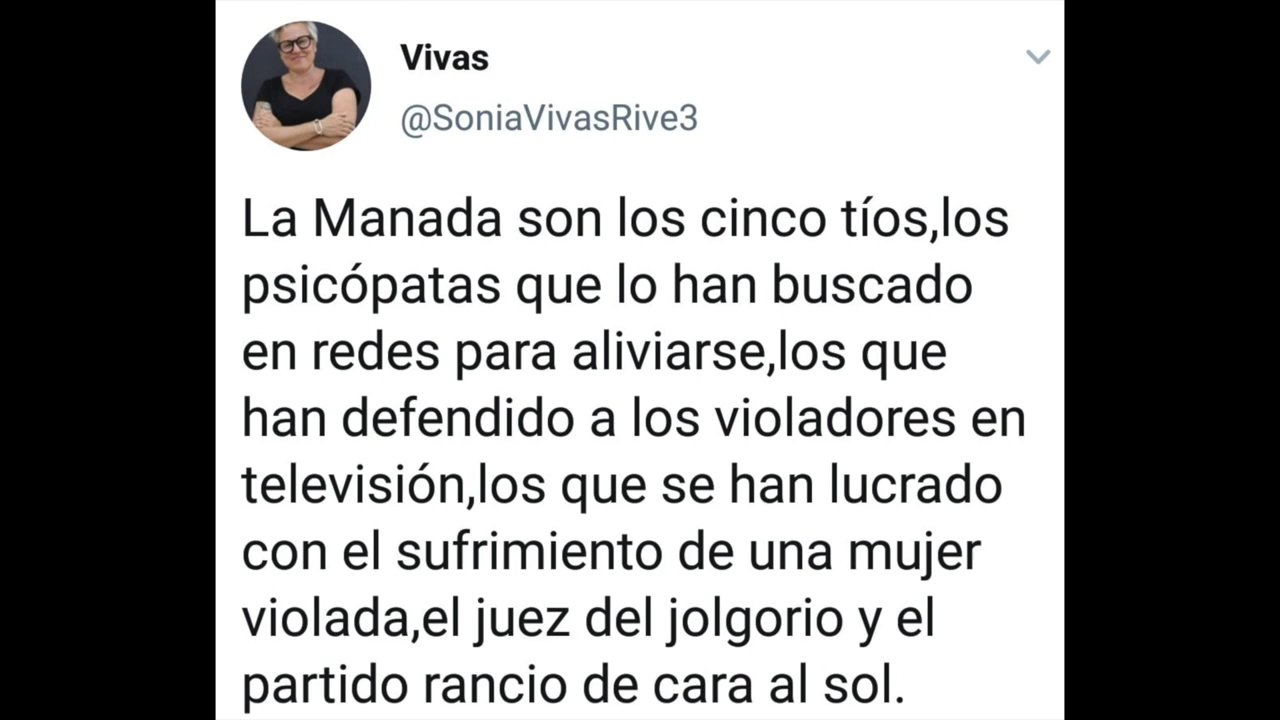 Vivas
@SoniaVivasRive3
La Manada son los cinco tíos,los
psicópatas que lo han buscado
en redes para aliviarse,los que
han defendido a los violadores en
televisión,los que se han lucrado
con el sufrimiento de una mujer
violada,el juez del jolgorio y el
partido rancio de cara al sol.